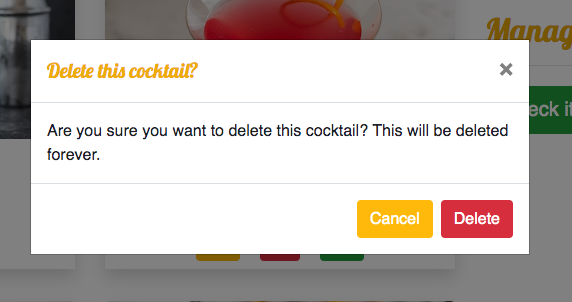 Manag
Delete this cocktail?
×
eck i
Are you sure you want to delete this cocktail? This will be deleted
forever.
Cancel Delete